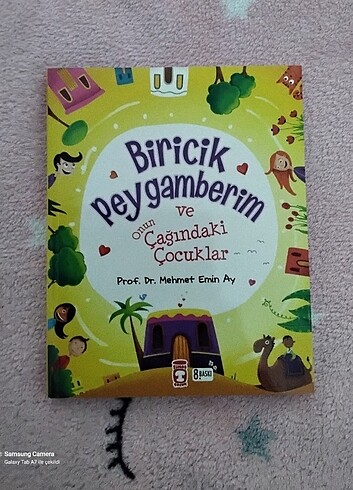 Biricik
Peygamberim
ve
Onun
Çağındaki
Çocuklar
Prof. Dr. Mehmet Emin Ay
8.BASKI
Samsung Camera
Galaxy Tab A7 ile çekildi